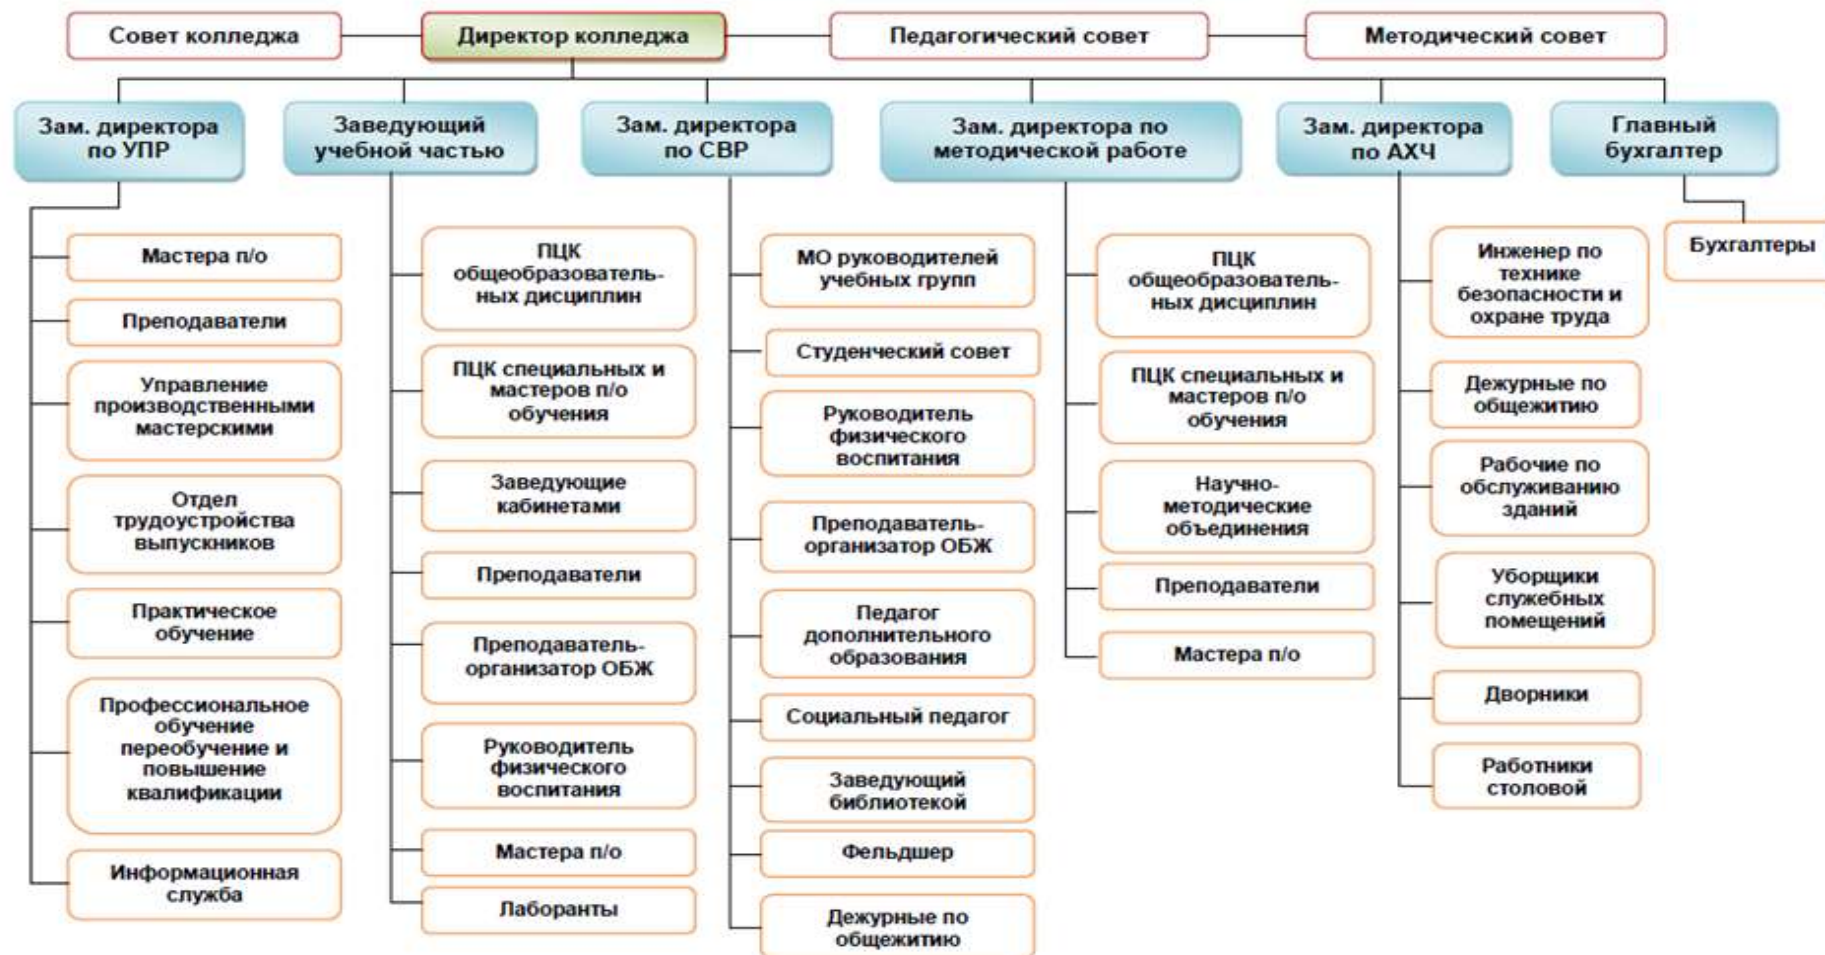 Совет колледжа
Директор колледжа
Педагогический совет
Методический совет
Зам. директора
по УПР
Заведующий
учебной частью
Зам. директора
по СВР
Зам. директора по
методической работе
Зам. директора
по АХЧ
Главный
бухгалтер
Мастера п/о
Преподаватели
Управление
производственными
мастерскими
Отдел
трудоустройства
выпускников
Практическое
обучение
Профессиональное
обучение
переобучение и
повышение
квалификации
Информационная
служба
ПЦК
общеобразователь-
ных дисциплин
ПЦК специальных и
мастеров п/о
обучения
Заведующие
кабинетами
Преподаватели
Преподаватель-
организатор ОБЖ
Руководитель
физического
воспитания
Мастера п/о
Лаборанты
МО руководителей
учебных групп
Студенческий совет
Руководитель
физического
воспитания
Преподаватель-
организатор ОБЖ
Педагог
дополнительного
образования
Социальный педагог
Заведующий
библиотекой
Фельдшер
Дежурные по
общежитию
ПЦК
общеобразователь-
ных дисциплин
ПЦК специальных и
мастеров п/о
обучения
Научно-
методические
объединения
Преподаватели
Мастера п/о
Инженер по
технике
безопасности и
охране труда
Дежурные по
общежитию
Рабочие по
обслуживанию
зданий
Уборщики
служебных
помещений
Дворники
Работники
столовой
Бухгалтеры